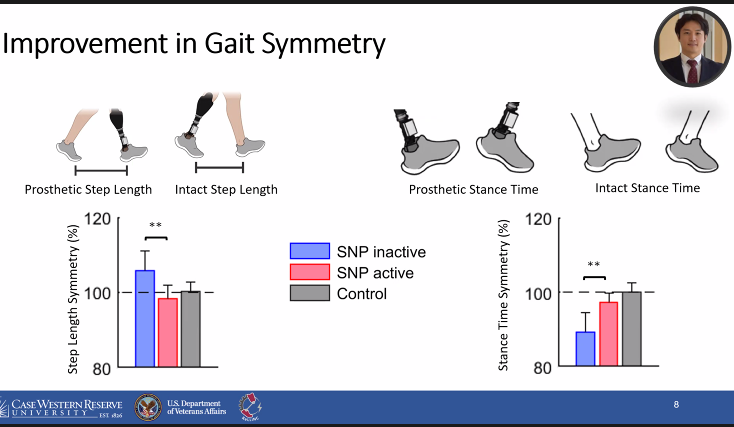 Improvement in Gait Symmetry
Prosthetic Step Length
Intact Step Length
Prosthetic Stance Time
Intact Stance Time
120
100
80
Step Length Symmetry (%)
**
SNP inactive
SNP active
Control
120
100
80
Stance Time Symmetry (%)
**
CASE WESTERN RESERVE
UNIVERSITY EST. 1826
U.S. Department
of Veterans Affairs
8